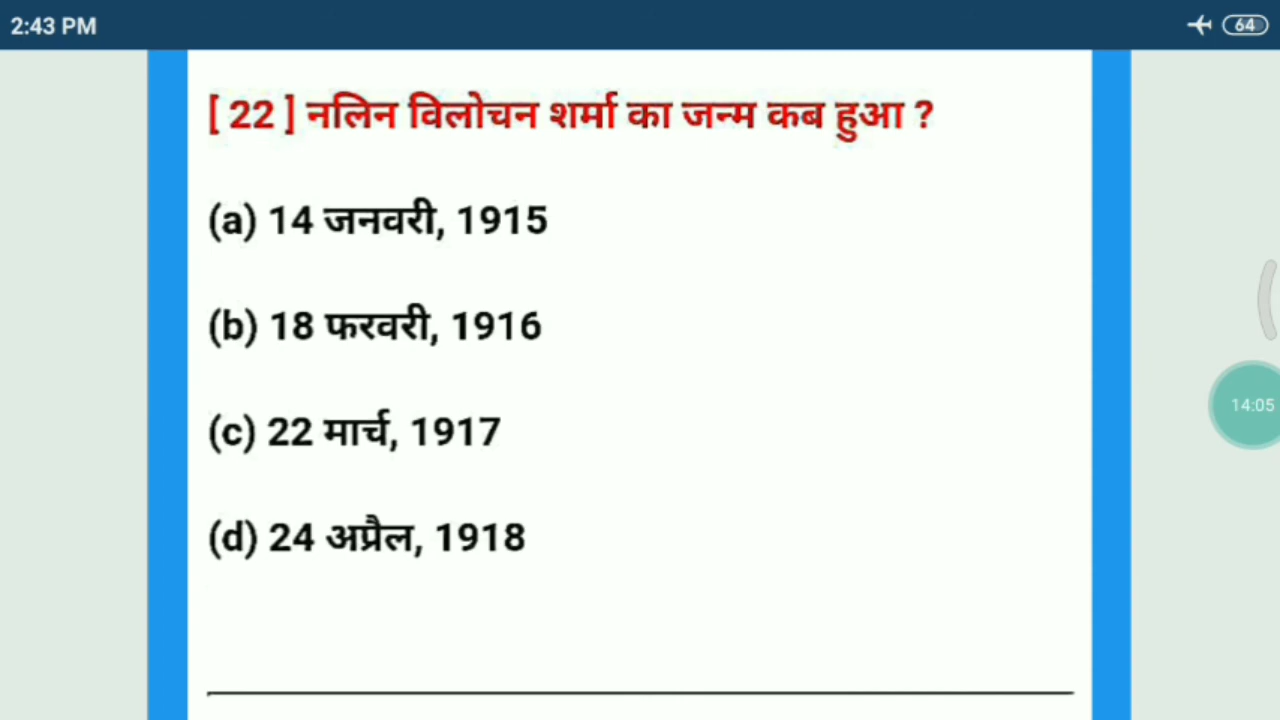 2:43 PM
64
[ 22 ] नलिन विलोचन शर्मा का जन्म कब हुआ ?
(a) 14 जनवरी, 1915
(b) 18 फरवरी, 1916
14:05
(c) 22 मार्च, 1917
(d) 24 अप्रैल, 1918